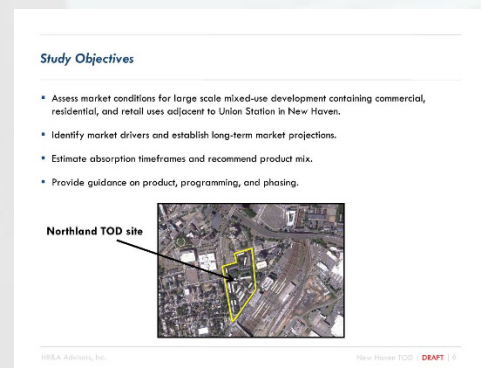 Study Objectives
▪ Assess market conditions for large scale mixed-use development containing commercial,
residential, and retail uses adjacent to Union Station in New Haven.
▪ Identify market drivers and establish long-term market projections.
▪ Estimate absorption timeframes and recommend product mix.
▪ Provide guidance on product, programming, and phasing.
Northland TOD site
HR&A Advisors, Inc.
New Haven TOD | DRAFT |